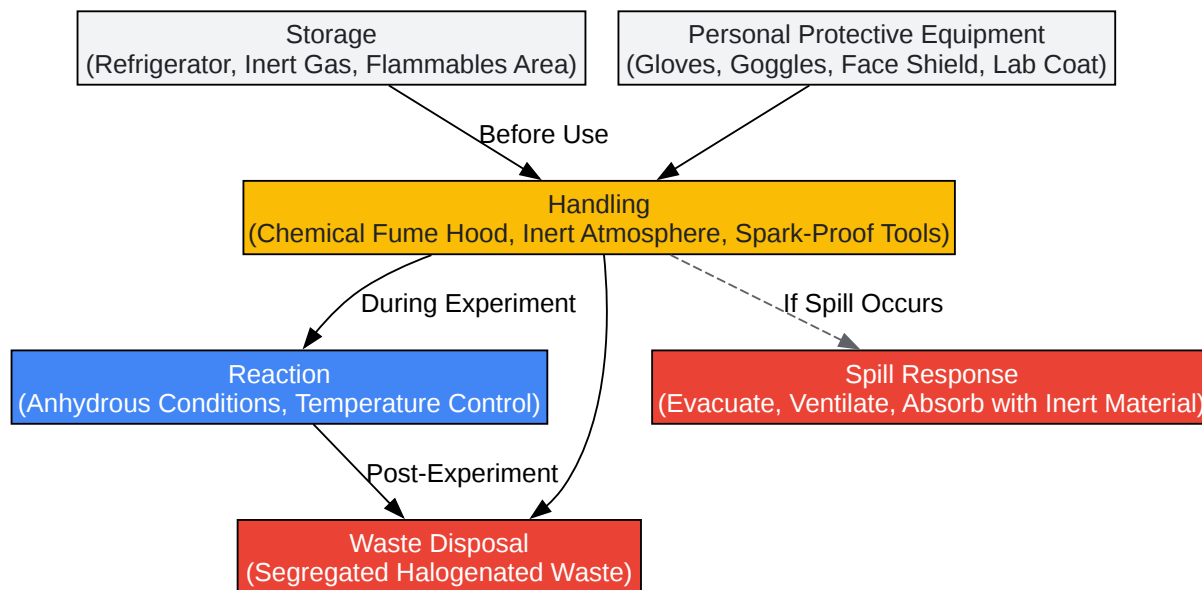 Storage
(Refrigerator, Inert Gas, Flammables Area)
Personal Protective Equipment
(Gloves, Goggles, Face Shield, Lab Coat)
Before Use
Handling
(Chemical Fume Hood, Inert Atmosphere, Spark-Proof Tools)
During Experiment
If Spill Occurs
Reaction
(Anhydrous Conditions, Temperature Control)
Spill Response
(Evacuate, Ventilate, Absorb with Inert Material)
Post-Experiment
Waste Disposal
(Segregated Halogenated Waste)